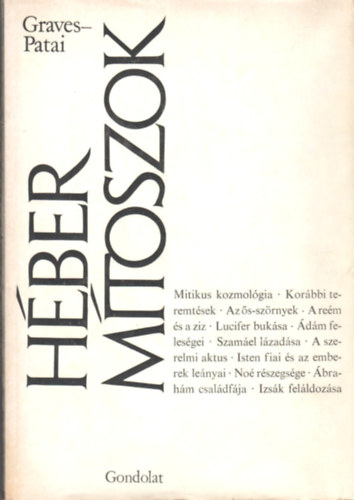 Graves–
Patai
HÉBER
MÍTOSZOK
Mitikus kozmológia · Korábbi te-
remtések · Az ős-szörnyek · A reém
és a ziz · Lucifer bukása · Ádám fe-
leségei · Szamáel lázadása · A sze-
relmi aktus · Isten fiai és az embe-
rek leányai · Noé részegsége · Ábra-
hám családfája · Izsák feláldozása
Gondolat